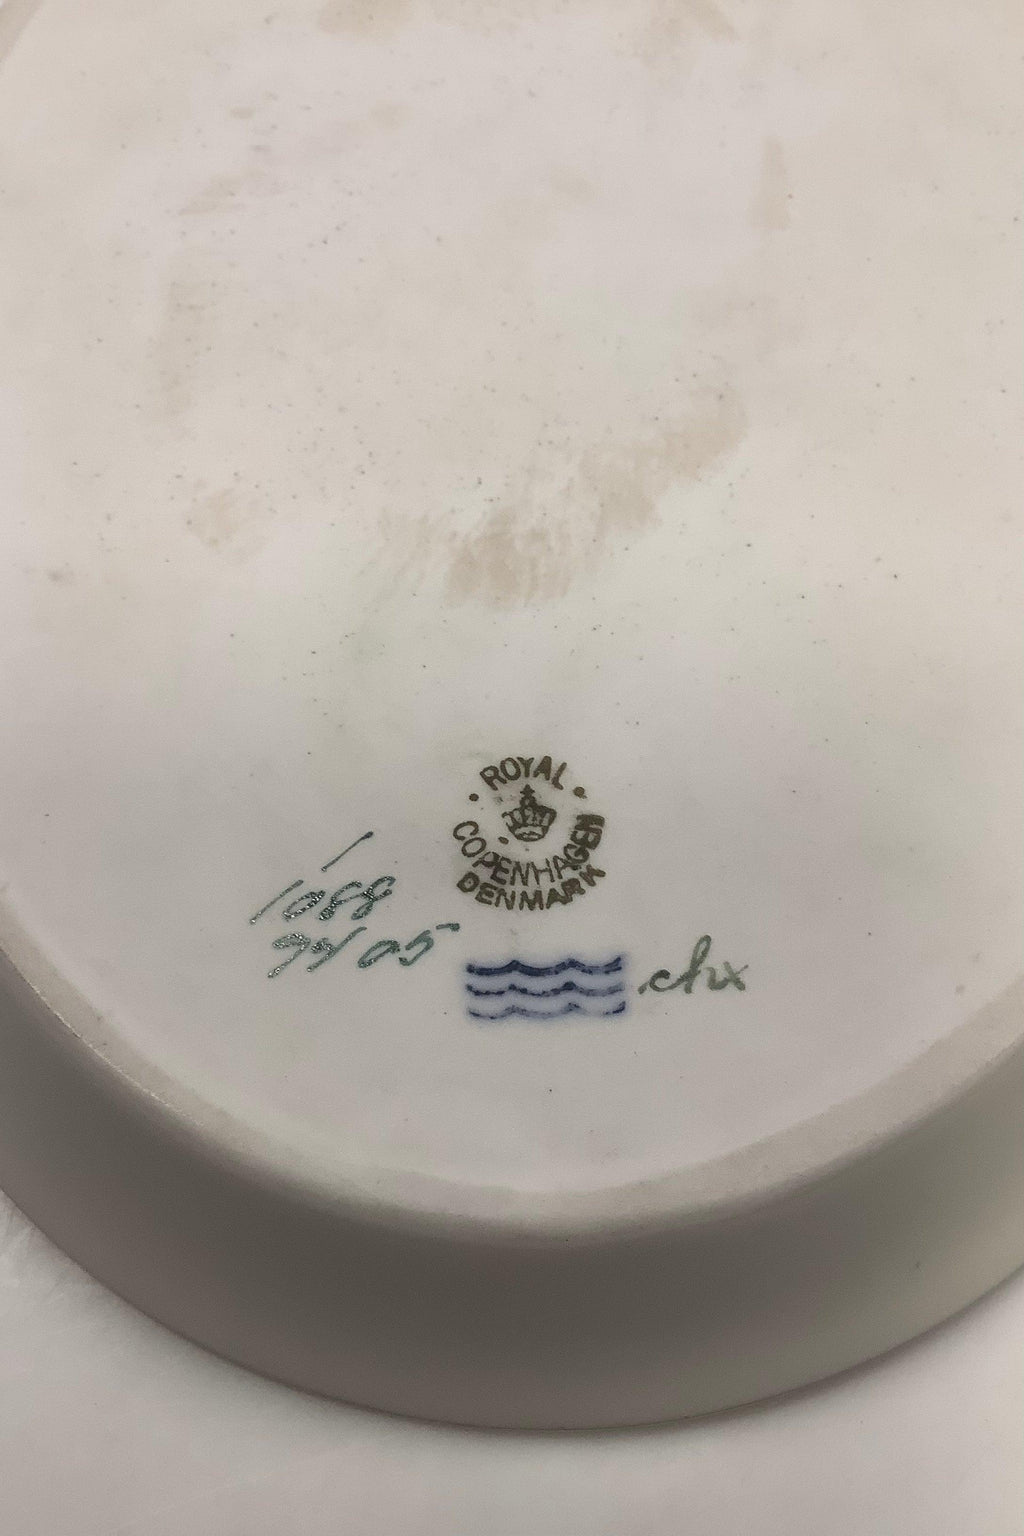 ROYAL
COPENHAGEN
DENMARK
1
1088
9405
chx